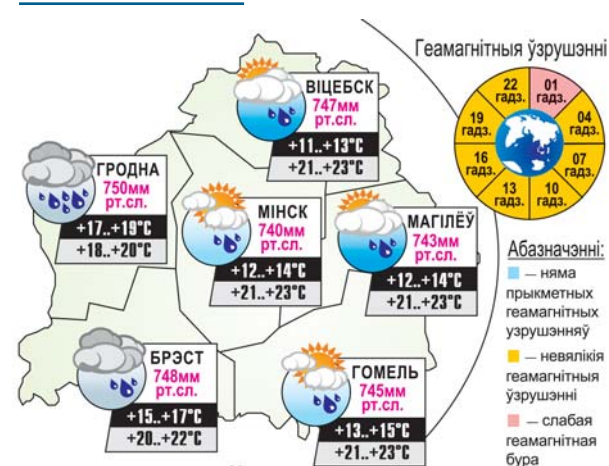 Геамагнітныя ўзрушэнні
22
гадз.
01
гадз.
04
гадз.
07
гадз.
10
гадз.
13
гадз.
16
гадз.
19
гадз.
ВІЦЕБСК
747мм
рт.сл.
+11..+13°C
+21..+23°C
ГРОДНА
750мм
рт.сл.
+17..+19°C
+18..+20°C
МІНСК
740мм
рт.сл.
+12..+14°C
+21..+23°C
МАГІЛЁЎ
743мм
рт.сл.
+12..+14°C
+21..+23°C
БРЭСТ
748мм
рт.сл.
+15..+17°C
+20..+22°C
ГОМЕЛЬ
745мм
рт.сл.
+13..+15°C
+21..+23°C
Абазначэнні:
— няма
прыкметных
геамагнітных
узрушэнняў
— невялікія
геамагнітныя
ўзрушэнні
— слабая
геамагнітная
бура